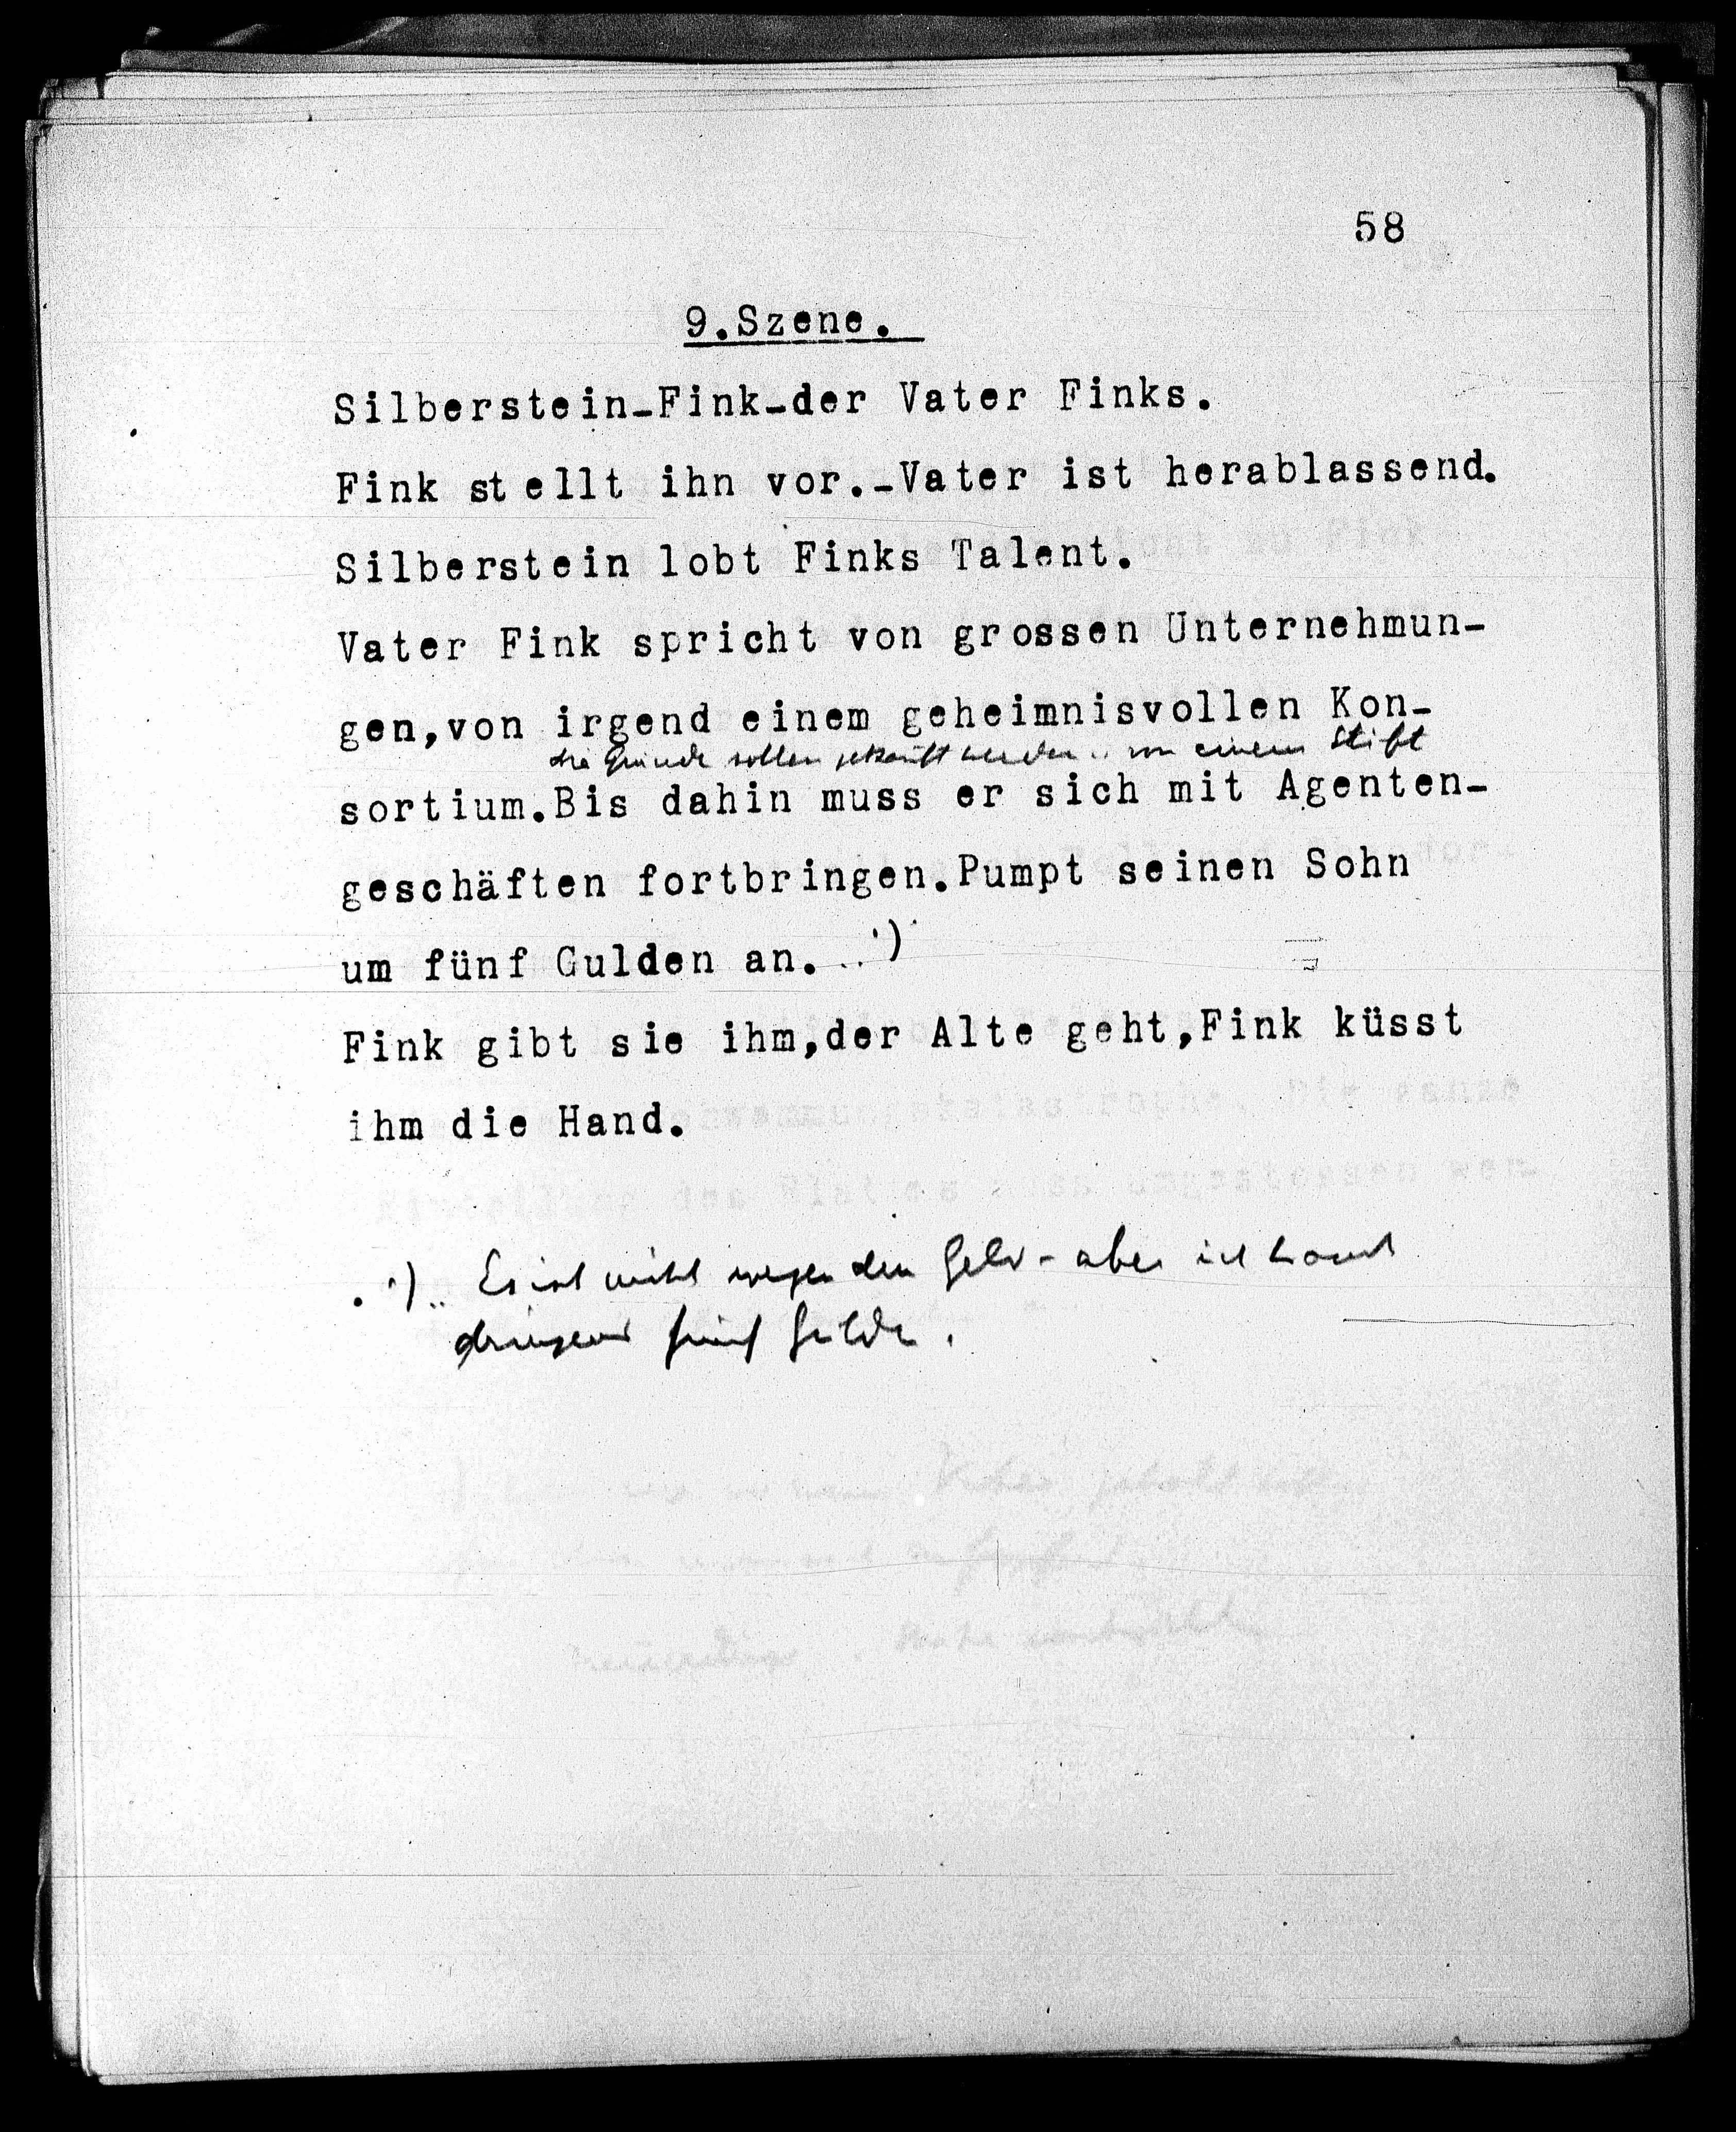 58
9.Szene.
Silberstein-Fink-der Vater Finks.
Fink stellt ihn vor.-Vater ist herablassend.
Silberstein lobt Finks Talent.
Vater Fink spricht von grossen Unternehmun-
gen,von irgend einem geheimnisvollen Kon-
die Gründe sollen gekauft werden .. von einem Stift
sortium.Bis dahin muss er sich mit Agenten-
geschäften fortbringen.Pumpt seinen Sohn
um fünf Gulden an. ..')
Fink gibt sie ihm,der Alte geht,Fink küsst
ihm die Hand.
.') .. Es ist nicht wegen dem Geld - aber ich brauch
dringend fünf Gulden.